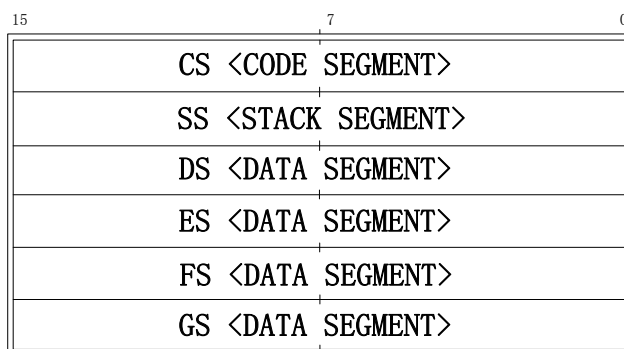 15 7 0
CS <CODE SEGMENT>
SS <STACK SEGMENT>
DS <DATA SEGMENT>
ES <DATA SEGMENT>
FS <DATA SEGMENT>
GS <DATA SEGMENT>